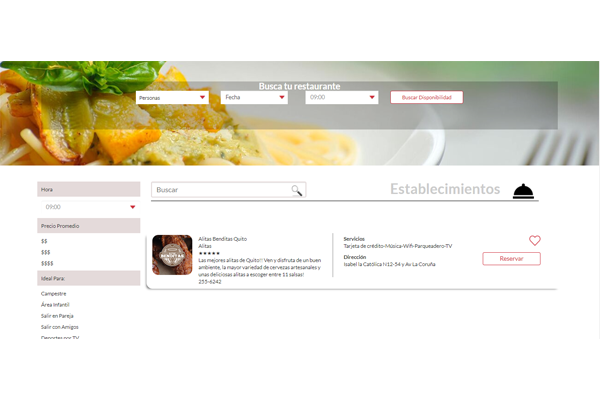 Busca tu restaurante
Personas
Fecha
09:00
Buscar Disponibilidad
Hora
09:00
Precio Promedio
$$
$$$
$$$$
Ideal Para:
Campestre
Área Infantil
Salir en Pareja
Salir con Amigos
Deportes por TV
Buscar
Establecimientos
Alitas Benditas Quito
Alitas
★★★★★
Las mejores alitas de Quito!! Ven y disfruta de un buen
ambiente, la mayor variedad de cervezas artesanales y
unas deliciosas alitas a escoger entre 11 salsas!
255-6242
BENDITAS
Servicios
Tarjeta de crédito-Música-Wifi-Parqueadero-TV
Dirección
Isabel la Católica N12-54 y Av La Coruña
Reservar